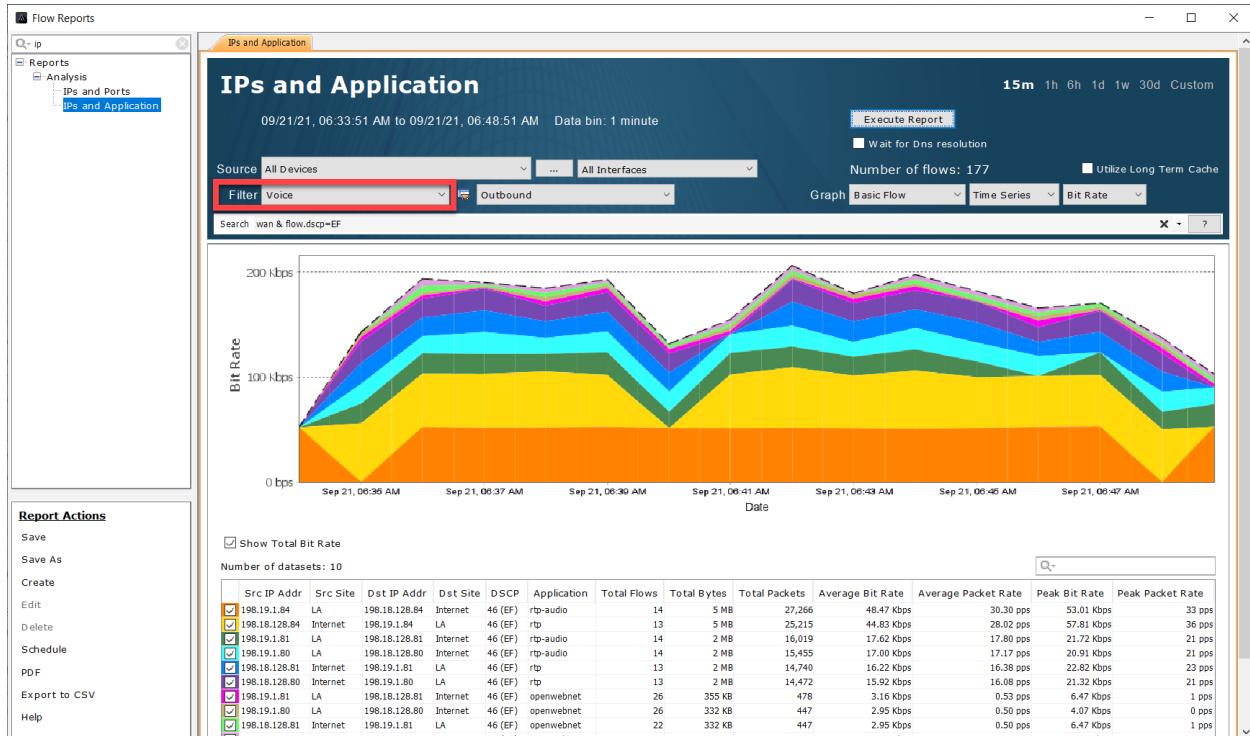 Flow Reports
ip
Reports
Analysis
IPs and Ports
IPs and Application
Report Actions
Save
Save As
Create
Edit
Delete
Schedule
PDF
Export to CSV
Help
IPs and Application
IPs and Application
15m 1h 6h 1d 1w 30d Custom
09/21/21, 06:33:51 AM to 09/21/21, 06:48:51 AM Data bin: 1 minute
Execute Report
Wait for Dns resolution
Source All Devices ... All Interfaces Number of flows: 177 Utilize Long Term Cache
Filter Voice Outbound Graph Basic Flow Time Series Bit Rate
Search wan & flow.dscp=EF ?
200 kbps
100 kbps
0 bps
Bit Rate
Sep 21, 06:35 AM Sep 21, 06:37 AM Sep 21, 06:39 AM Sep 21, 06:41 AM Sep 21, 06:43 AM Sep 21, 06:45 AM Sep 21, 06:47 AM
Date
Show Total Bit Rate
Number of datasets: 10
Src IP Addr Src Site Dst IP Addr Dst Site DSCP Application Total Flows Total Bytes Total Packets Average Bit Rate Average Packet Rate Peak Bit Rate Peak Packet Rate
198.19.1.84 LA 198.18.128.84 Internet 46 (EF) rtp-audio 14 5 MB 27,266 48.47 Kbps 30.30 pps 53.01 Kbps 33 pps
198.18.128.84 Internet 198.19.1.84 LA 46 (EF) rtp 13 5 MB 25,215 44.83 Kbps 28.02 pps 57.81 Kbps 36 pps
198.19.1.81 LA 198.18.128.81 Internet 46 (EF) rtp-audio 14 2 MB 16,019 17.62 Kbps 17.80 pps 21.72 Kbps 21 pps
198.19.1.80 LA 198.18.128.80 Internet 46 (EF) rtp-audio 14 2 MB 15,455 17.00 Kbps 17.17 pps 20.91 Kbps 21 pps
198.18.128.81 Internet 198.19.1.81 LA 46 (EF) rtp 13 2 MB 14,740 16.22 Kbps 16.38 pps 22.82 Kbps 23 pps
198.18.128.80 Internet 198.19.1.80 LA 46 (EF) rtp 13 2 MB 14,472 15.92 Kbps 16.08 pps 21.32 Kbps 21 pps
198.19.1.81 LA 198.18.128.81 Internet 46 (EF) openwebnet 26 355 KB 478 3.16 Kbps 0.53 pps 6.47 Kbps 1 pps
198.19.1.80 LA 198.18.128.80 Internet 46 (EF) openwebnet 26 332 KB 447 2.95 Kbps 0.50 pps 4.07 Kbps 0 pps
198.18.128.81 Internet 198.19.1.81 LA 46 (EF) openwebnet 22 332 KB 447 2.95 Kbps 0.50 pps 6.47 Kbps 1 pps